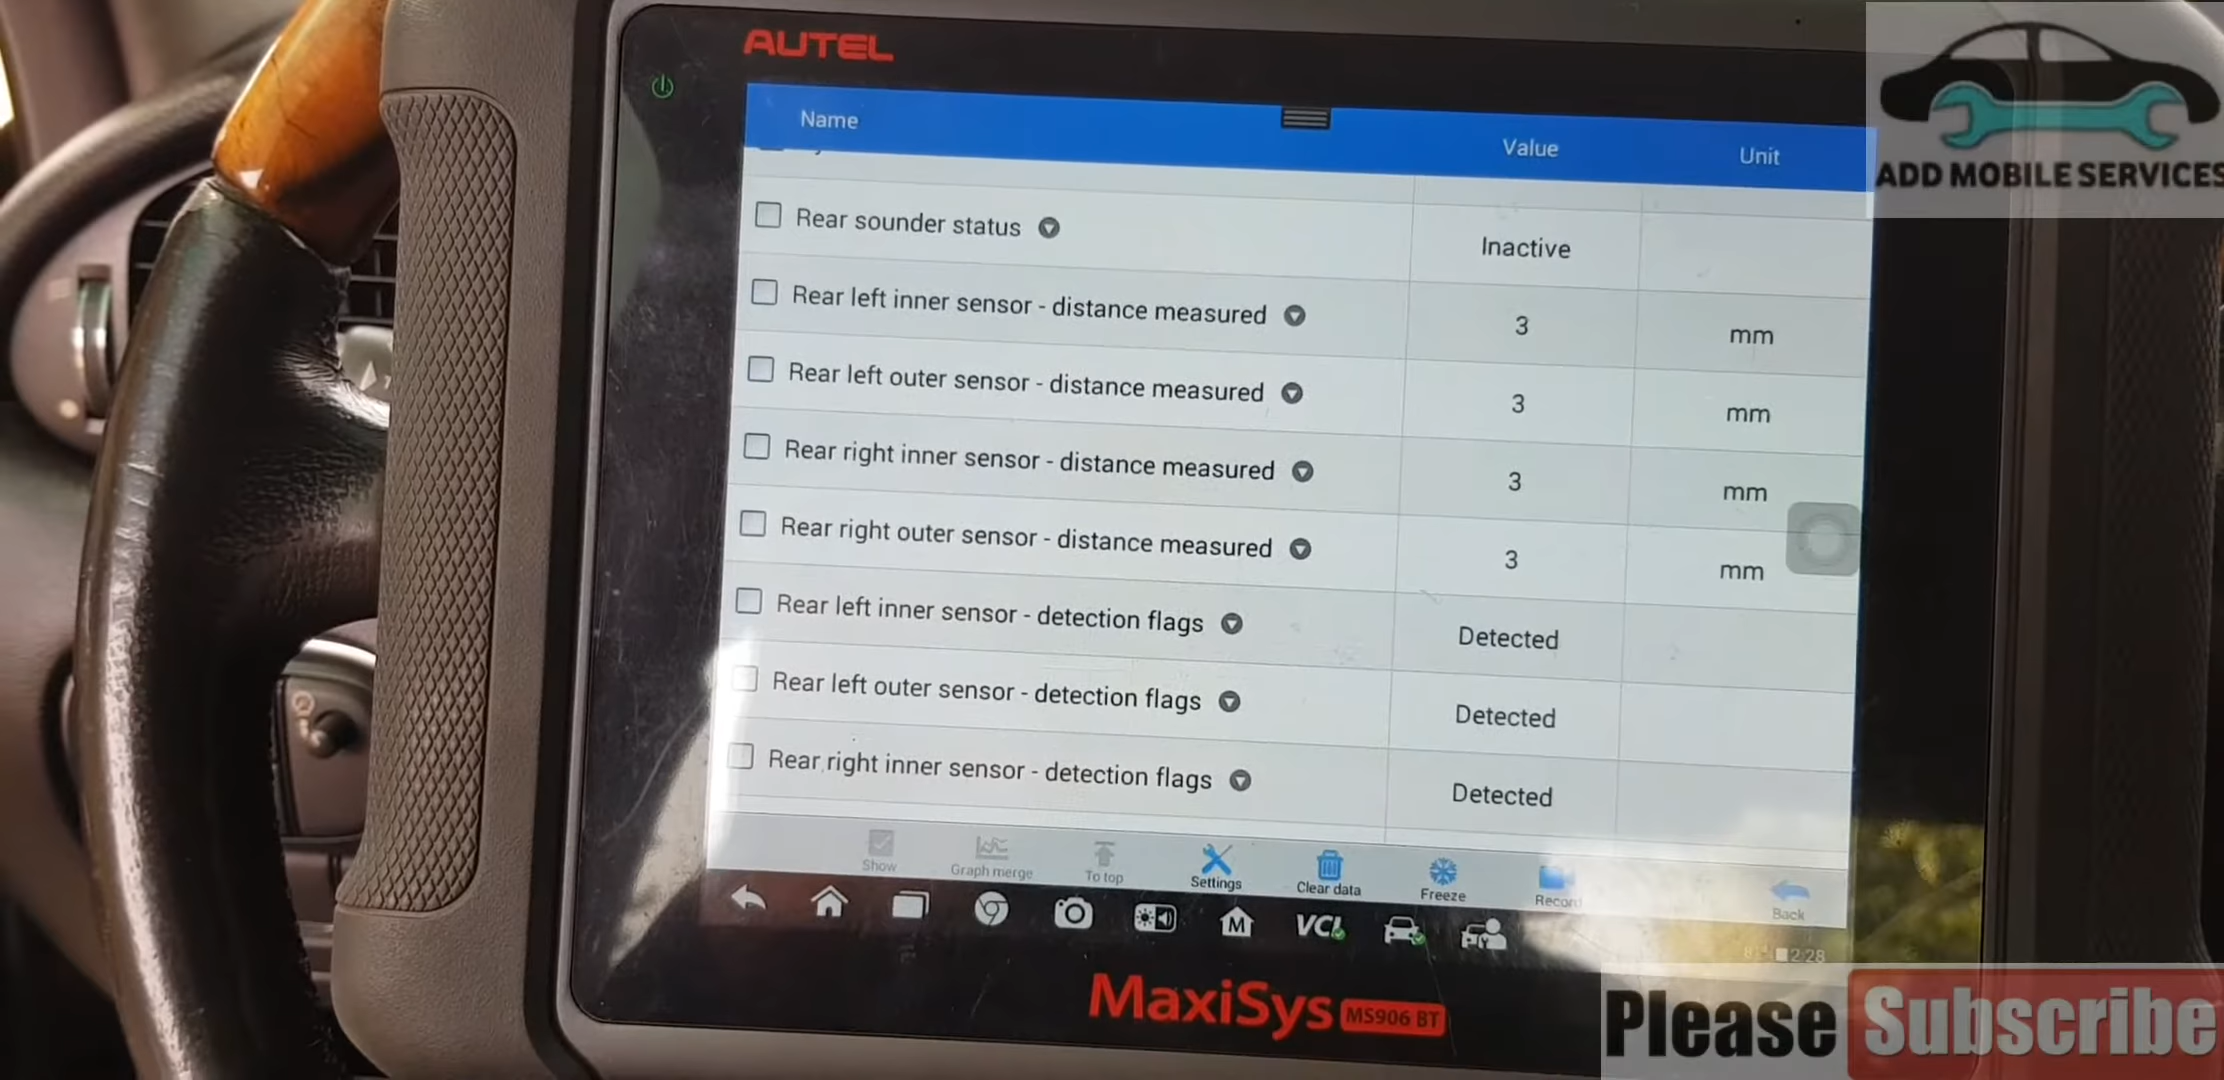 AUTEL
Name Value Unit
ADD MOBILE SERVICES
Rear sounder status Inactive
Rear left inner sensor - distance measured 3 mm
Rear left outer sensor - distance measured 3 mm
Rear right inner sensor - distance measured 3 mm
Rear right outer sensor - distance measured 3 mm
Rear left inner sensor - detection flags Detected
Rear left outer sensor - detection flags Detected
Rear right inner sensor - detection flags Detected
Show Graph merge To top Settings Clear data Freeze Record Back
M VCI
2:28
MaxiSys MS906 BT
Please Subscribe